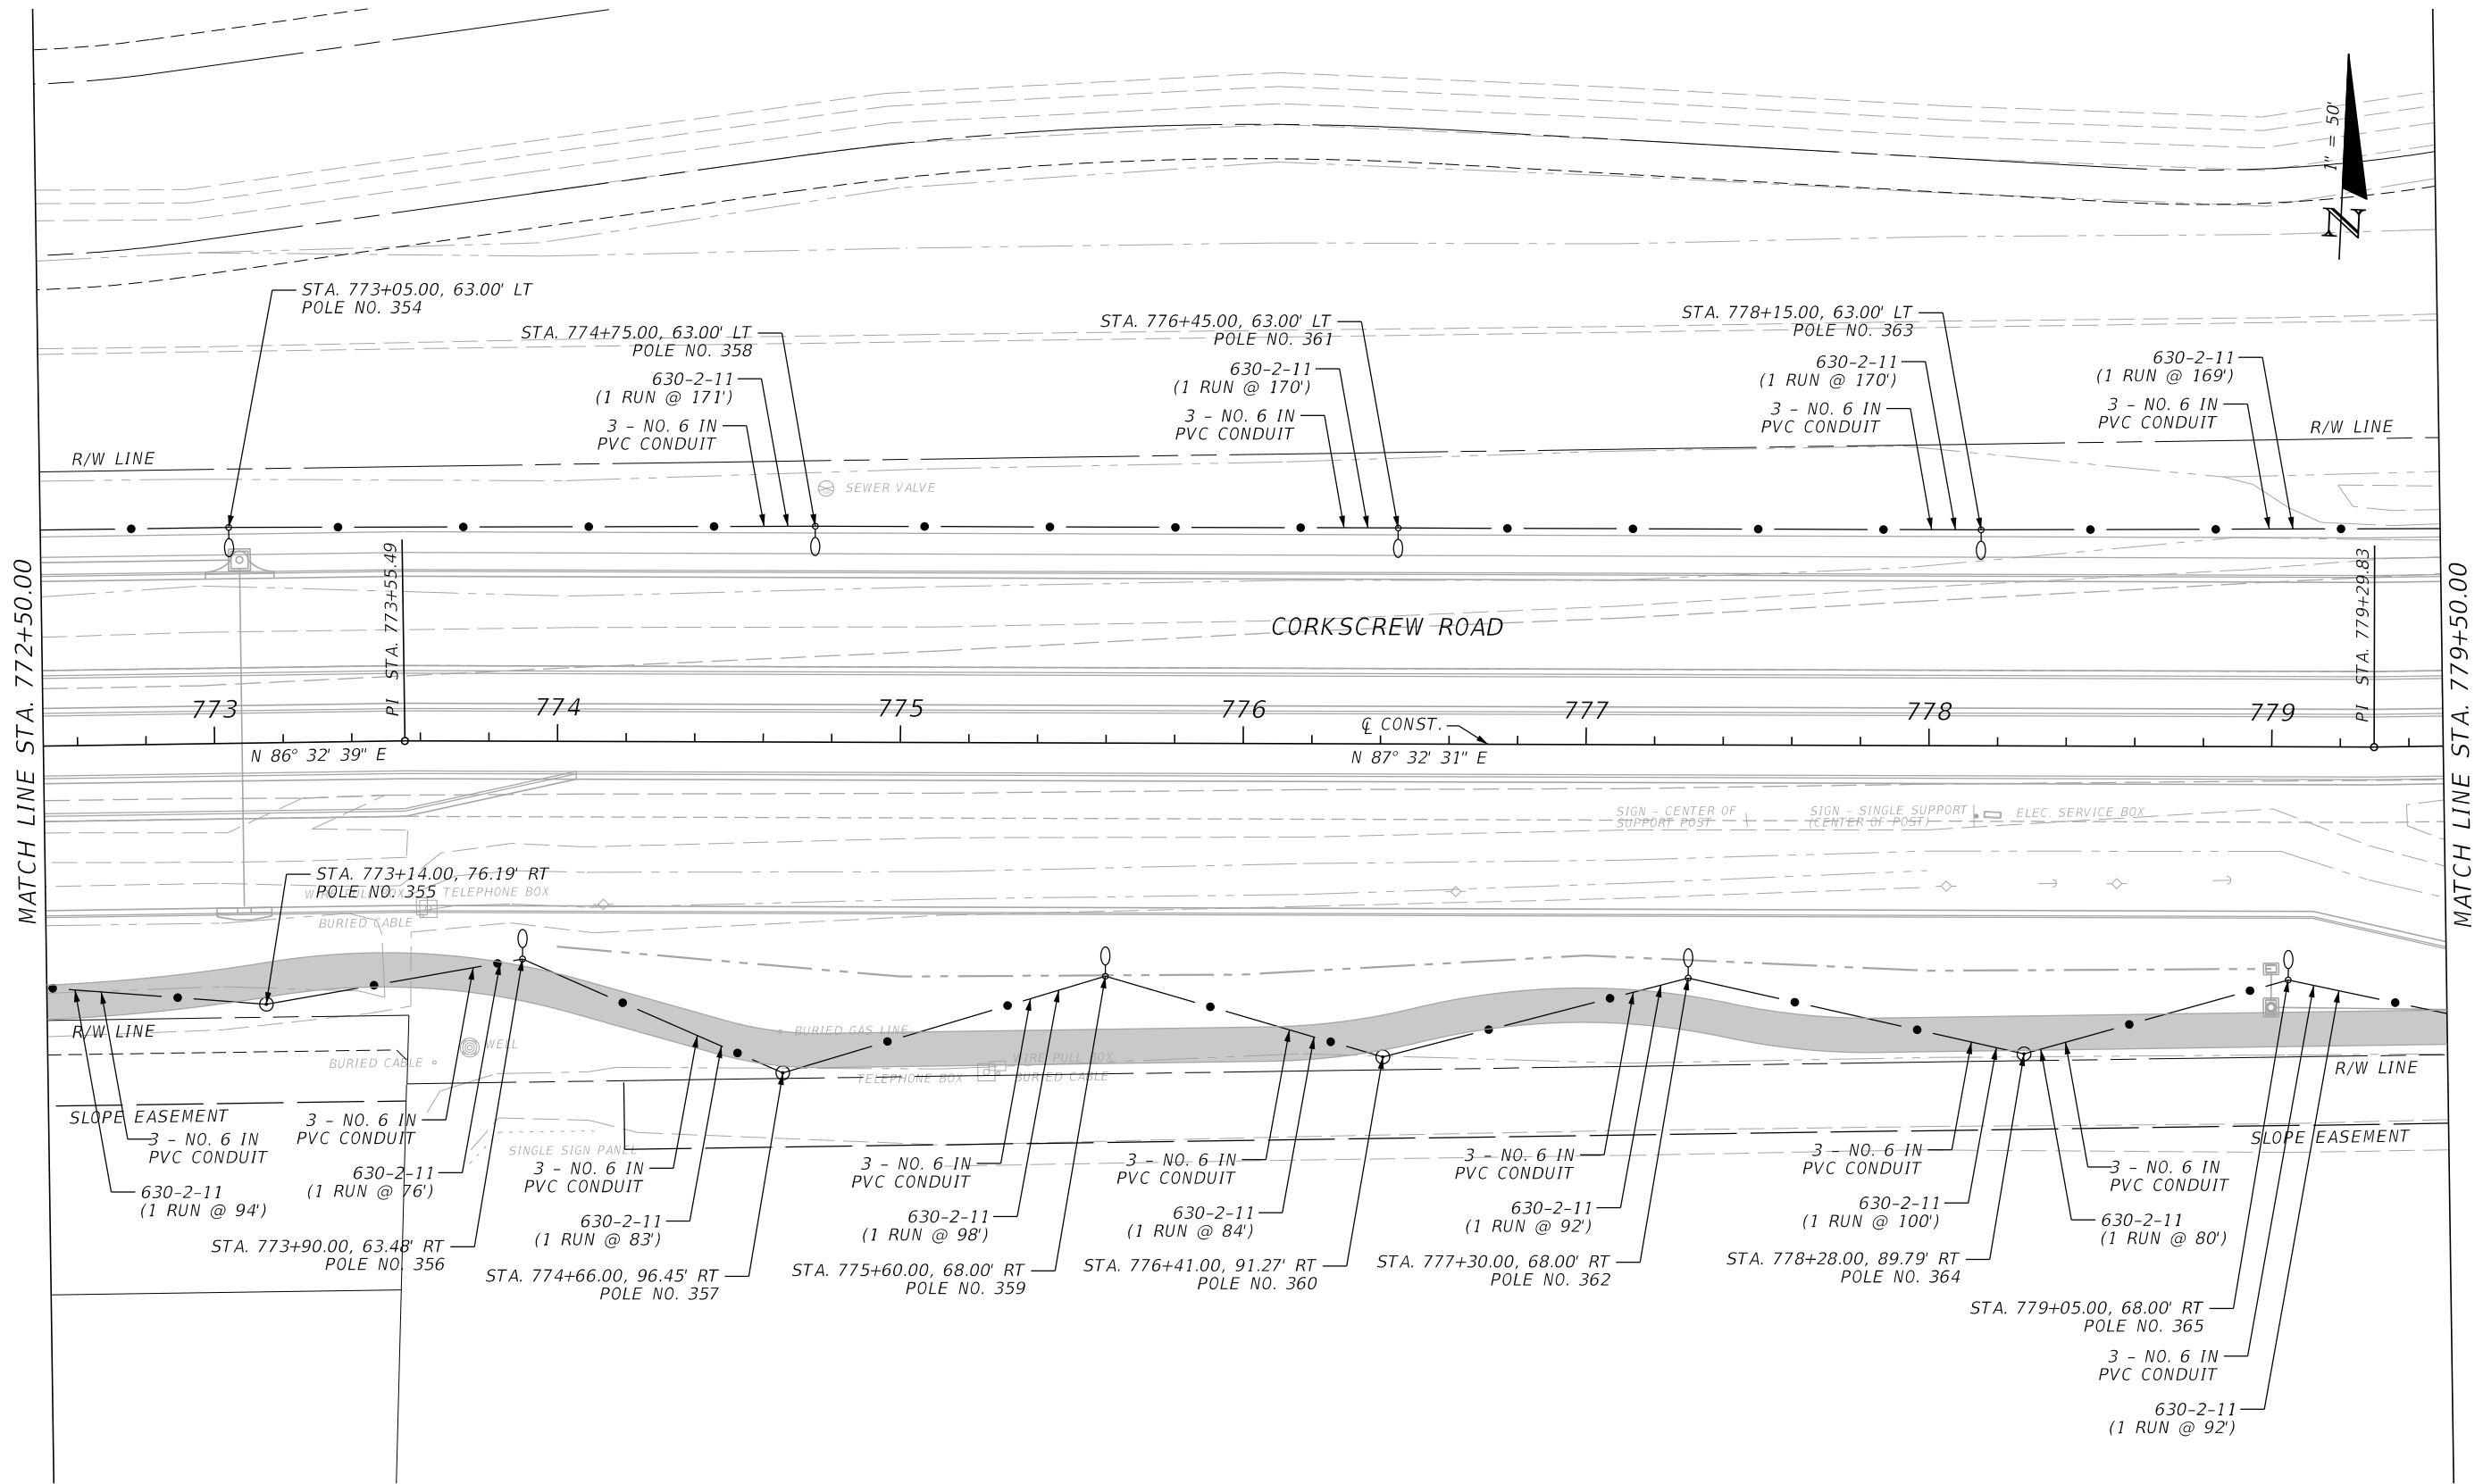 1" = 50'
N
STA. 773+05.00, 63.00' LT
POLE NO. 354
STA. 774+75.00, 63.00' LT
POLE NO. 358
630-2-11
(1 RUN @ 171')
3 - NO. 6 IN
PVC CONDUIT
STA. 776+45.00, 63.00' LT
POLE NO. 361
630-2-11
(1 RUN @ 170')
3 - NO. 6 IN
PVC CONDUIT
STA. 778+15.00, 63.00' LT
POLE NO. 363
630-2-11
(1 RUN @ 170')
3 - NO. 6 IN
PVC CONDUIT
630-2-11
(1 RUN @ 169')
3 - NO. 6 IN
PVC CONDUIT
R/W LINE
R/W LINE
SEWER VALVE
MATCH LINE STA. 772+50.00
PI STA. 773+55.49
CORKSCREW ROAD
PI STA. 779+29.83
MATCH LINE STA. 779+50.00
773
774
775
776
777
778
779
℄ CONST.
N 86° 32' 39" E
N 87° 32' 31" E
SIGN - CENTER OF
SUPPORT POST
SIGN - SINGLE SUPPORT
(CENTER OF POST)
ELEC. SERVICE BOX
STA. 773+14.00, 76.19' RT
POLE NO. 355
WIRE PULL BOX
TELEPHONE BOX
BURIED CABLE
R/W LINE
BURIED GAS LINE
WELL
BURIED CABLE
WIRE PULL BOX
TELEPHONE BOX
BURIED CABLE
R/W LINE
SLOPE EASEMENT
SLOPE EASEMENT
SINGLE SIGN PANEL
3 - NO. 6 IN
PVC CONDUIT
630-2-11
(1 RUN @ 94')
3 - NO. 6 IN
PVC CONDUIT
630-2-11
(1 RUN @ 76')
STA. 773+90.00, 63.48' RT
POLE NO. 356
3 - NO. 6 IN
PVC CONDUIT
630-2-11
(1 RUN @ 83')
STA. 774+66.00, 96.45' RT
POLE NO. 357
3 - NO. 6 IN
PVC CONDUIT
630-2-11
(1 RUN @ 98')
STA. 775+60.00, 68.00' RT
POLE NO. 359
3 - NO. 6 IN
PVC CONDUIT
630-2-11
(1 RUN @ 84')
STA. 776+41.00, 91.27' RT
POLE NO. 360
3 - NO. 6 IN
PVC CONDUIT
630-2-11
(1 RUN @ 92')
STA. 777+30.00, 68.00' RT
POLE NO. 362
3 - NO. 6 IN
PVC CONDUIT
630-2-11
(1 RUN @ 100')
STA. 778+28.00, 89.79' RT
POLE NO. 364
3 - NO. 6 IN
PVC CONDUIT
630-2-11
(1 RUN @ 80')
STA. 779+05.00, 68.00' RT
POLE NO. 365
3 - NO. 6 IN
PVC CONDUIT
630-2-11
(1 RUN @ 92')